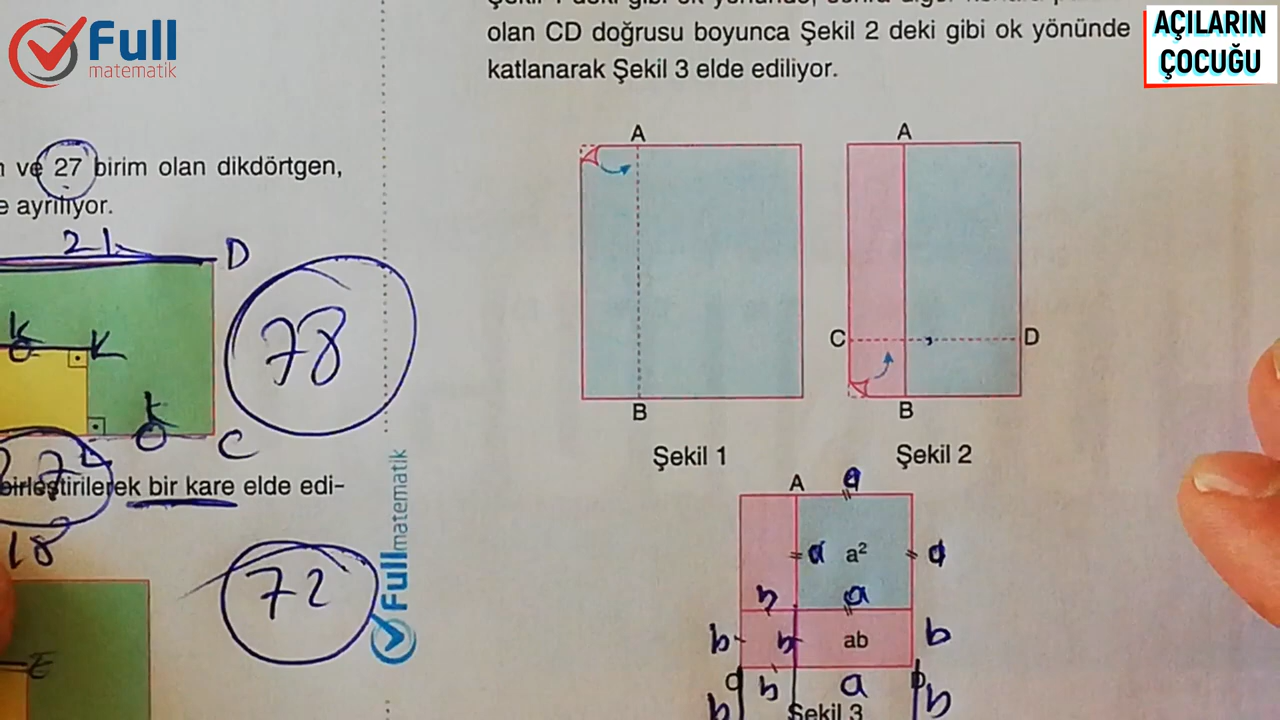 Full
matematik
AÇILARIN
ÇOCUĞU
olan CD doğrusu boyunca Şekil 2 deki gibi ok yönünde
katlanarak Şekil 3 elde ediliyor.
ve 27 birim olan dikdörtgen,
e ayrılıyor.
21
D
k
K
k
C
78
birleştirilerek bir kare elde edi-
18
72
E
Full
matematik
A
B
Şekil 1
A
C
D
B
Şekil 2
A
a
a
a²
a
b
a
b
b
ab
b
C
b
a
D
b
b
Şekil 3